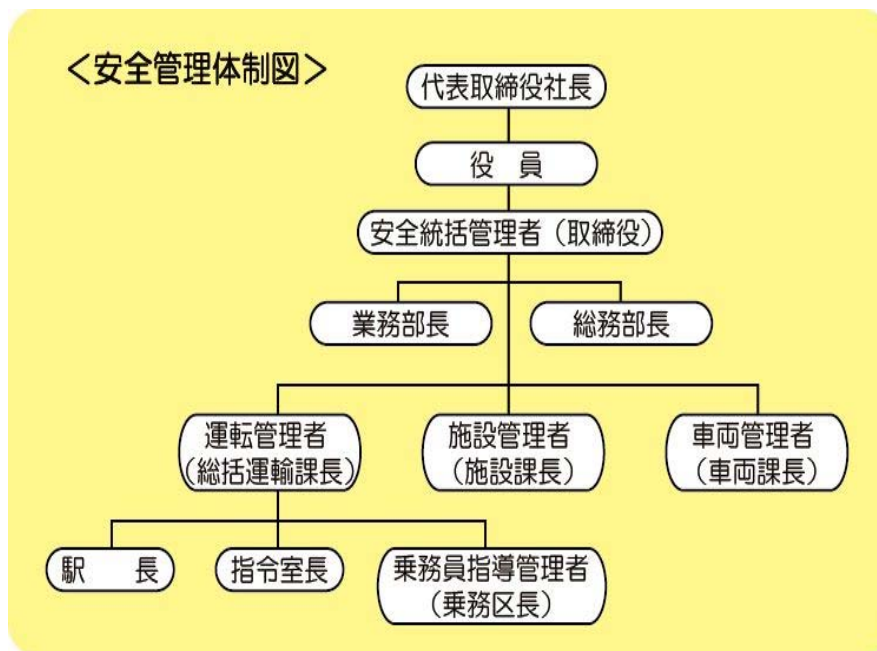 ＜安全管理体制図＞
代表取締役社長
役　員
安全統括管理者（取締役）
業務部長
総務部長
運転管理者
（総括運輸課長）
施設管理者
（施設課長）
車両管理者
（車両課長）
駅　　長
指令室長
乗務員指導管理者
（乗務区長）